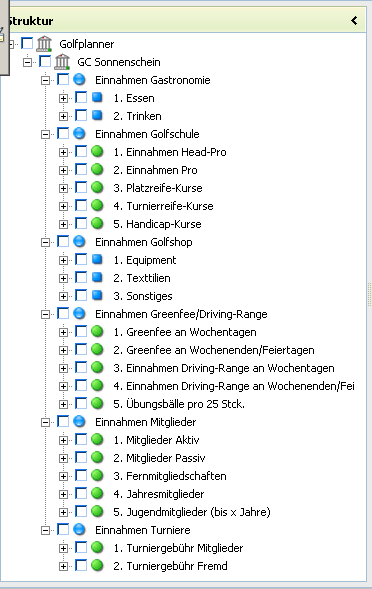 Struktur
Golfplanner
GC Sonnenschein
Einnahmen Gastronomie
1. Essen
2. Trinken
Einnahmen Golfschule
1. Einnahmen Head-Pro
2. Einnahmen Pro
3. Platzreife-Kurse
4. Turnierreife-Kurse
5. Handicap-Kurse
Einnahmen Golfshop
1. Equipment
2. Texttilien
3. Sonstiges
Einnahmen Greenfee/Driving-Range
1. Greenfee an Wochentagen
2. Greenfee an Wochenenden/Feiertagen
3. Einnahmen Driving-Range an Wochentagen
4. Einnahmen Driving-Range an Wochenenden/Fei
5. Übungsbälle pro 25 Stck.
Einnahmen Mitglieder
1. Mitglieder Aktiv
2. Mitglieder Passiv
3. Fernmitgliedschaften
4. Jahresmitglieder
5. Jugendmitglieder (bis x Jahre)
Einnahmen Turniere
1. Turniergebühr Mitglieder
2. Turniergebühr Fremd